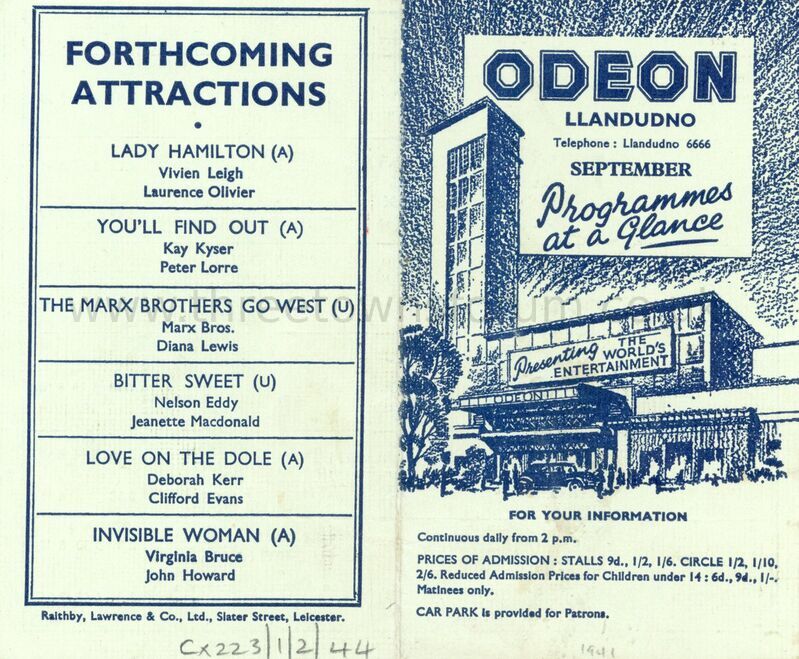 FORTHCOMING
ATTRACTIONS
•
LADY HAMILTON (A)
Vivien Leigh
Laurence Olivier
YOU'LL FIND OUT (A)
Kay Kyser
Peter Lorre
THE MARX BROTHERS GO WEST (U)
Marx Bros.
Diana Lewis
BITTER SWEET (U)
Nelson Eddy
Jeanette Macdonald
LOVE ON THE DOLE (A)
Deborah Kerr
Clifford Evans
INVISIBLE WOMAN (A)
Virginia Bruce
John Howard
Raithby, Lawrence & Co., Ltd., Slater Street, Leicester.
Cx223/1/2/44
ODEON
LLANDUDNO
Telephone : Llandudno 6666
SEPTEMBER
Programmes
at a Glance
Presenting THE WORLD'S ENTERTAINMENT
ODEON
FOR YOUR INFORMATION
Continuous daily from 2 p.m.
PRICES OF ADMISSION : STALLS 9d., 1/2, 1/6. CIRCLE 1/2, 1/10,
2/6. Reduced Admission Prices for Children under 14 : 6d., 9d., 1/-.
Matinees only.
CAR PARK is provided for Patrons.
1941